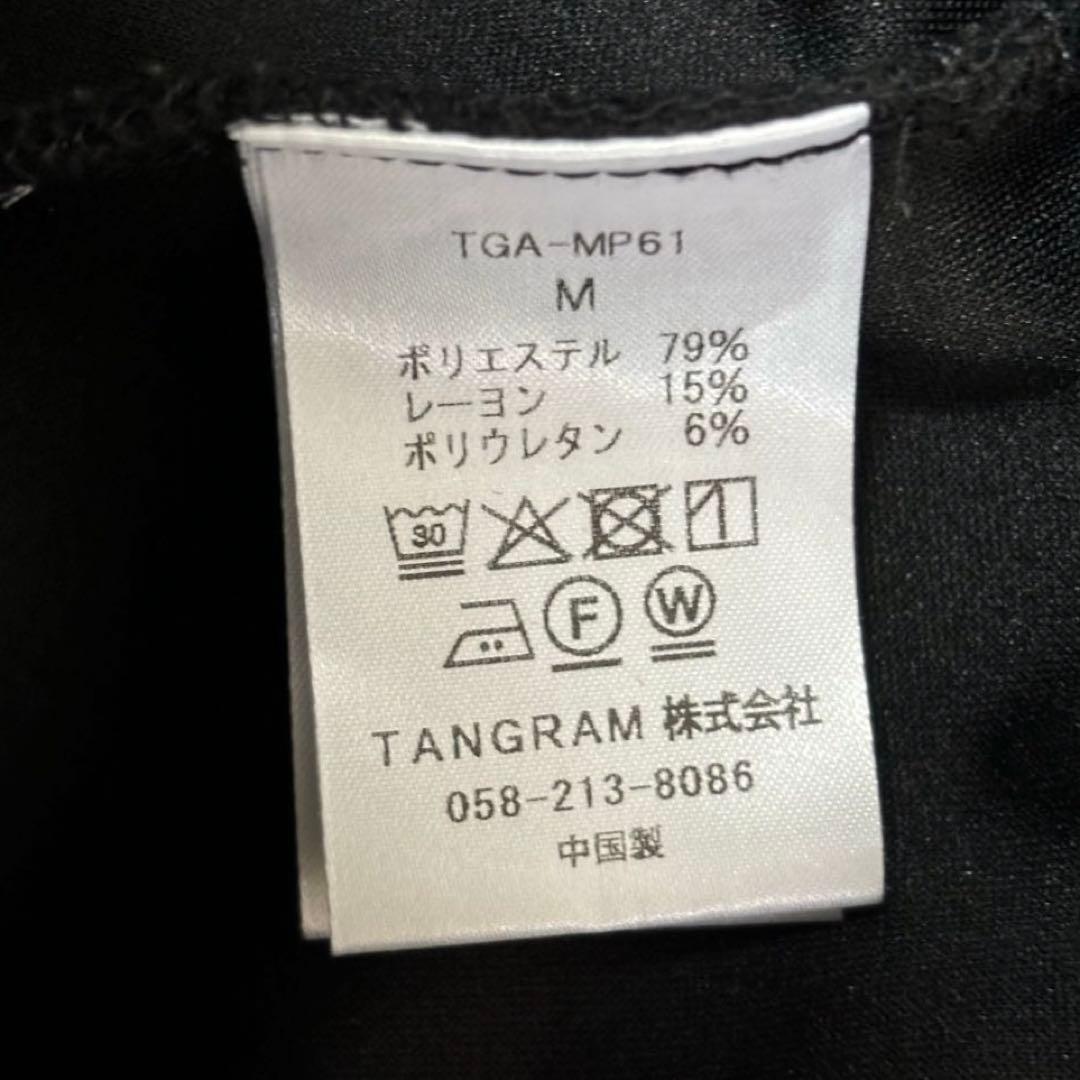 TGA-MP61
M
ポリエステル 79%
レーヨン 15%
ポリウレタン 6%
30
F W
TANGRAM 株式会社
058-213-8086
中国製